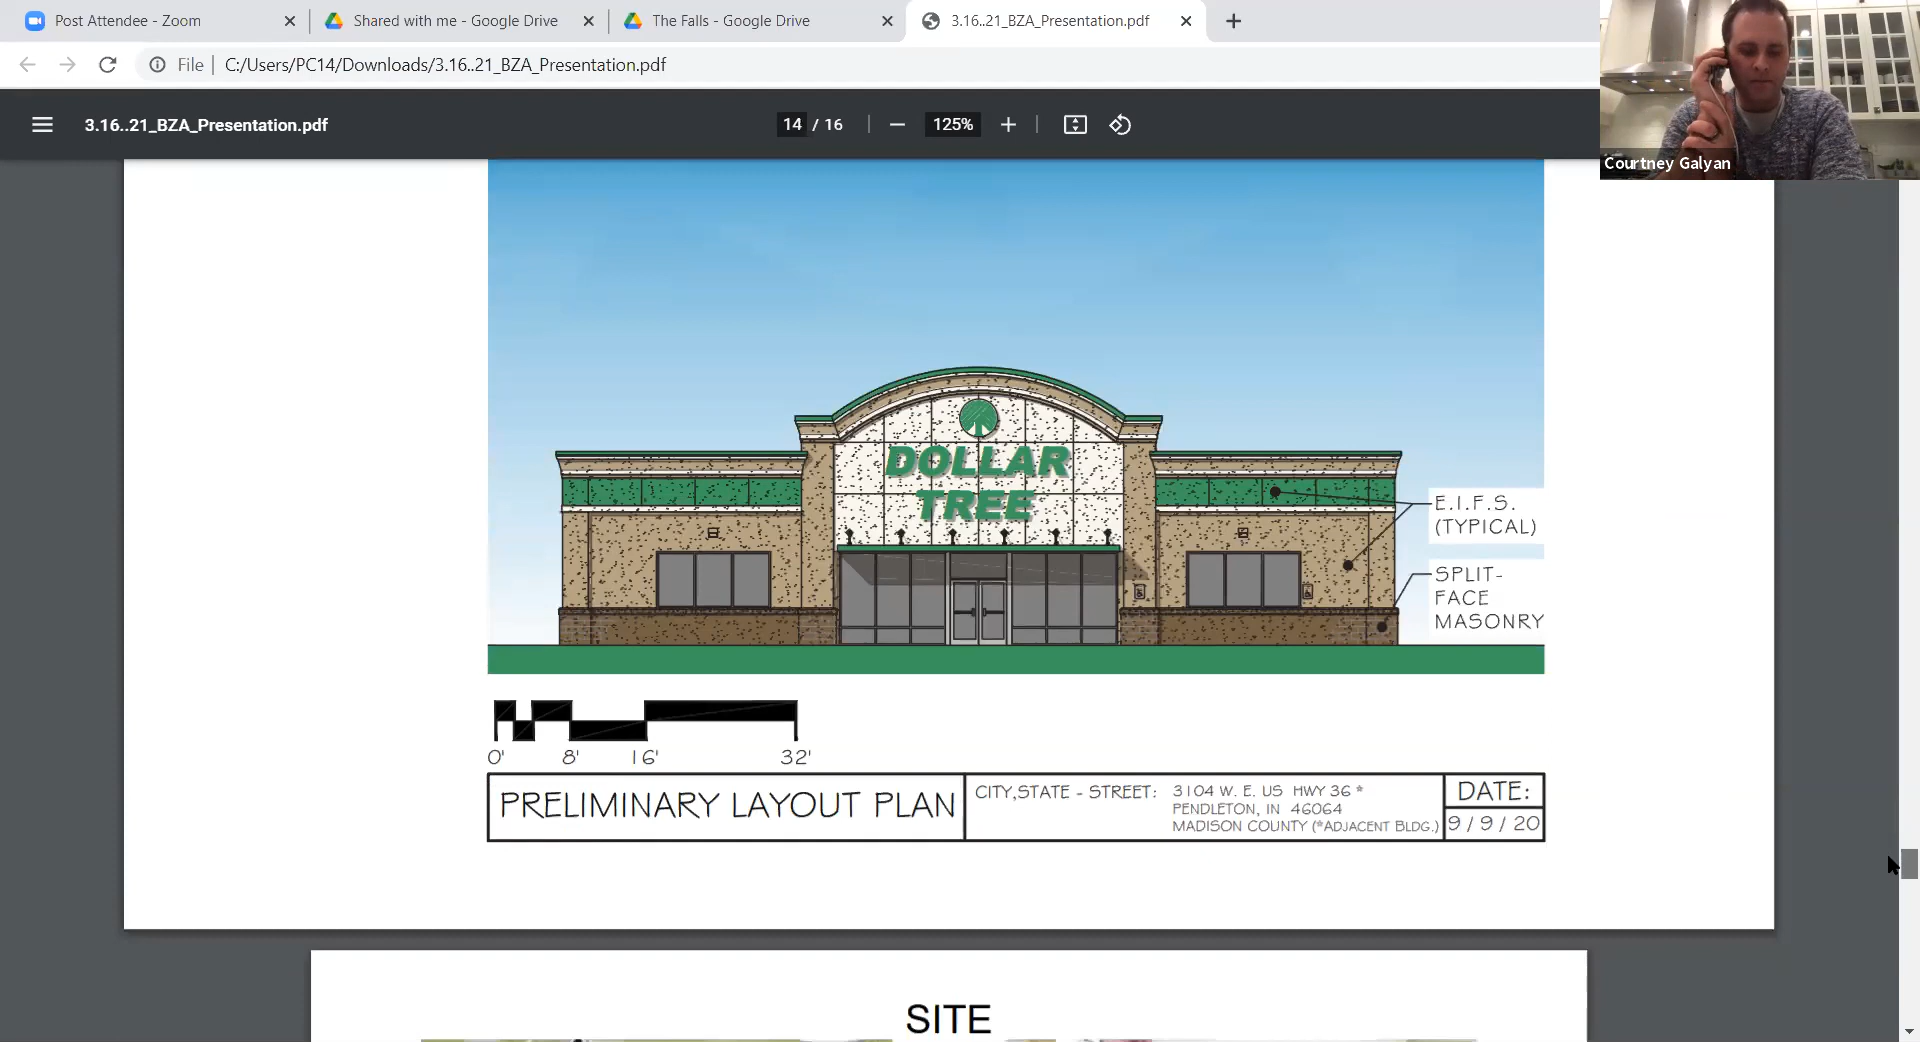 Post Attendee - Zoom
Shared with me - Google Drive
The Falls - Google Drive
3.16..21_BZA_Presentation.pdf
File
C:/Users/PC14/Downloads/3.16..21_BZA_Presentation.pdf
3.16..21_BZA_Presentation.pdf
14 / 16
125%
Courtney Galyan
DOLLAR
TREE
E.I.F.S.
(TYPICAL)
SPLIT-
FACE
MASONRY
0' 8' 16' 32'
PRELIMINARY LAYOUT PLAN
CITY,STATE - STREET: 3104 W. E. US HWY 36 *
PENDLETON, IN 46064
MADISON COUNTY (*ADJACENT BLDG.)
DATE:
9/9/20
SITE